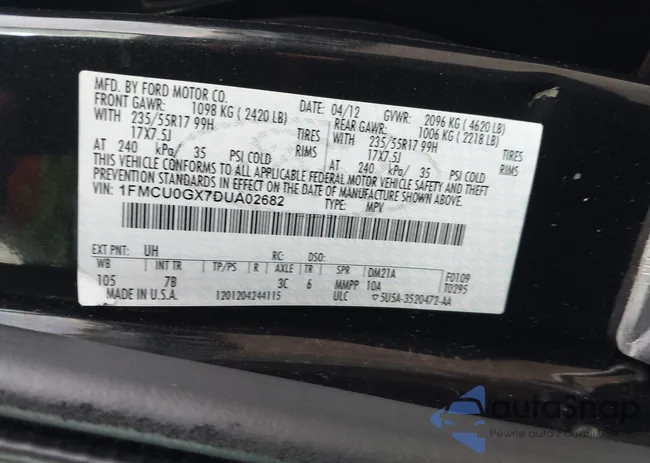 MFD. BY FORD MOTOR CO.
DATE: 04/12 GVWR: 2096 KG ( 4620 LB)
FRONT GAWR: 1098 KG ( 2420 LB) REAR GAWR: 1006 KG ( 2218 LB)
WITH 235/55R17 99H TIRES WITH 235/55R17 99H TIRES
17X7.5J RIMS 17X7.5J RIMS
AT 240 kPa/ 35 PSI COLD AT 240 kPa/ 35 PSI COLD
THIS VEHICLE CONFORMS TO ALL APPLICABLE FEDERAL MOTOR VEHICLE SAFETY AND THEFT
PREVENTION STANDARDS IN EFFECT ON THE DATE OF MANUFACTURE SHOWN ABOVE.
VIN: 1FMCU0GX7DUA02682 TYPE: MPV
EXT PNT: UH RC: DSO: F0109
WB INT TR TP/PS R AXLE TR SPR DM21A T0295
105 7B 3C 6 MMPP 10A
MADE IN U.S.A. 1201204244115 ULC 5U5A-3520472-AA
autoSnap
Pewne auta z dwóch